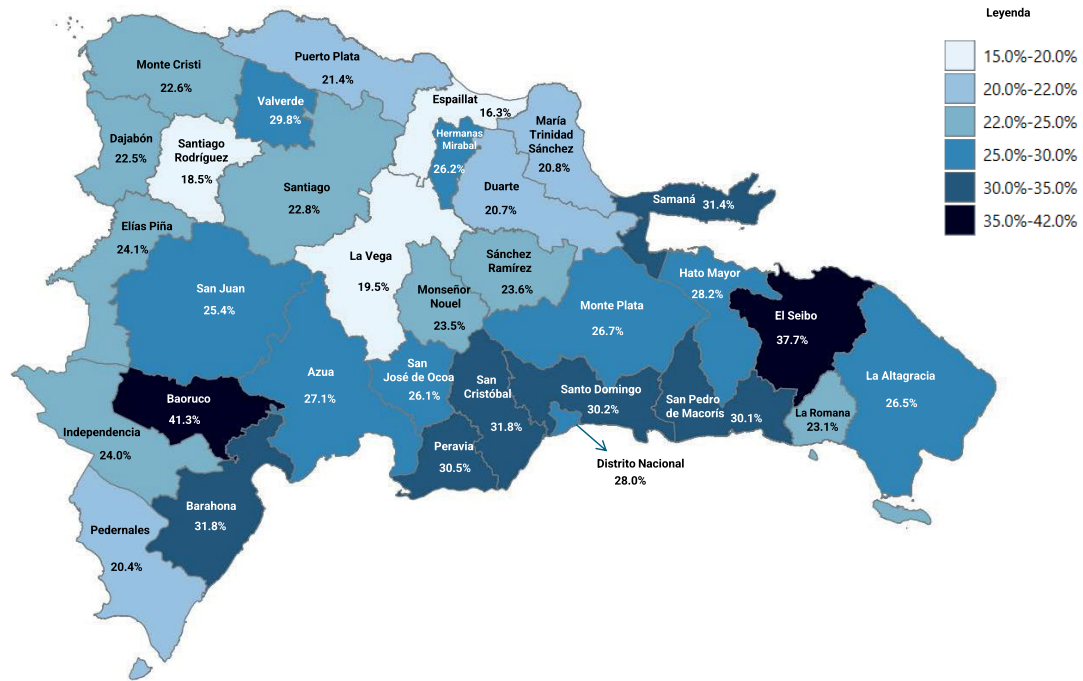 Leyenda
15.0%-20.0%
20.0%-22.0%
22.0%-25.0%
25.0%-30.0%
30.0%-35.0%
35.0%-42.0%
Puerto Plata
21.4%
Monte Cristi
22.6%
Valverde
29.8%
Espaillat
16.3%
María
Trinidad
Sánchez
20.8%
Hermanas
Mirabal
26.2%
Dajabón
22.5%
Santiago
Rodríguez
18.5%
Santiago
22.8%
Duarte
20.7%
Samaná 31.4%
Elías Piña
24.1%
La Vega
19.5%
Sánchez
Ramírez
23.6%
Hato Mayor
28.2%
San Juan
25.4%
Monseñor
Nouel
23.5%
Monte Plata
26.7%
El Seibo
37.7%
Azua
27.1%
San
José de Ocoa
26.1%
San
Cristóbal
31.8%
Santo Domingo
30.2%
San Pedro
de Macorís
30.1%
La Romana
23.1%
La Altagracia
26.5%
Baoruco
41.3%
Independencia
24.0%
Peravia
30.5%
Distrito Nacional
28.0%
Barahona
31.8%
Pedernales
20.4%